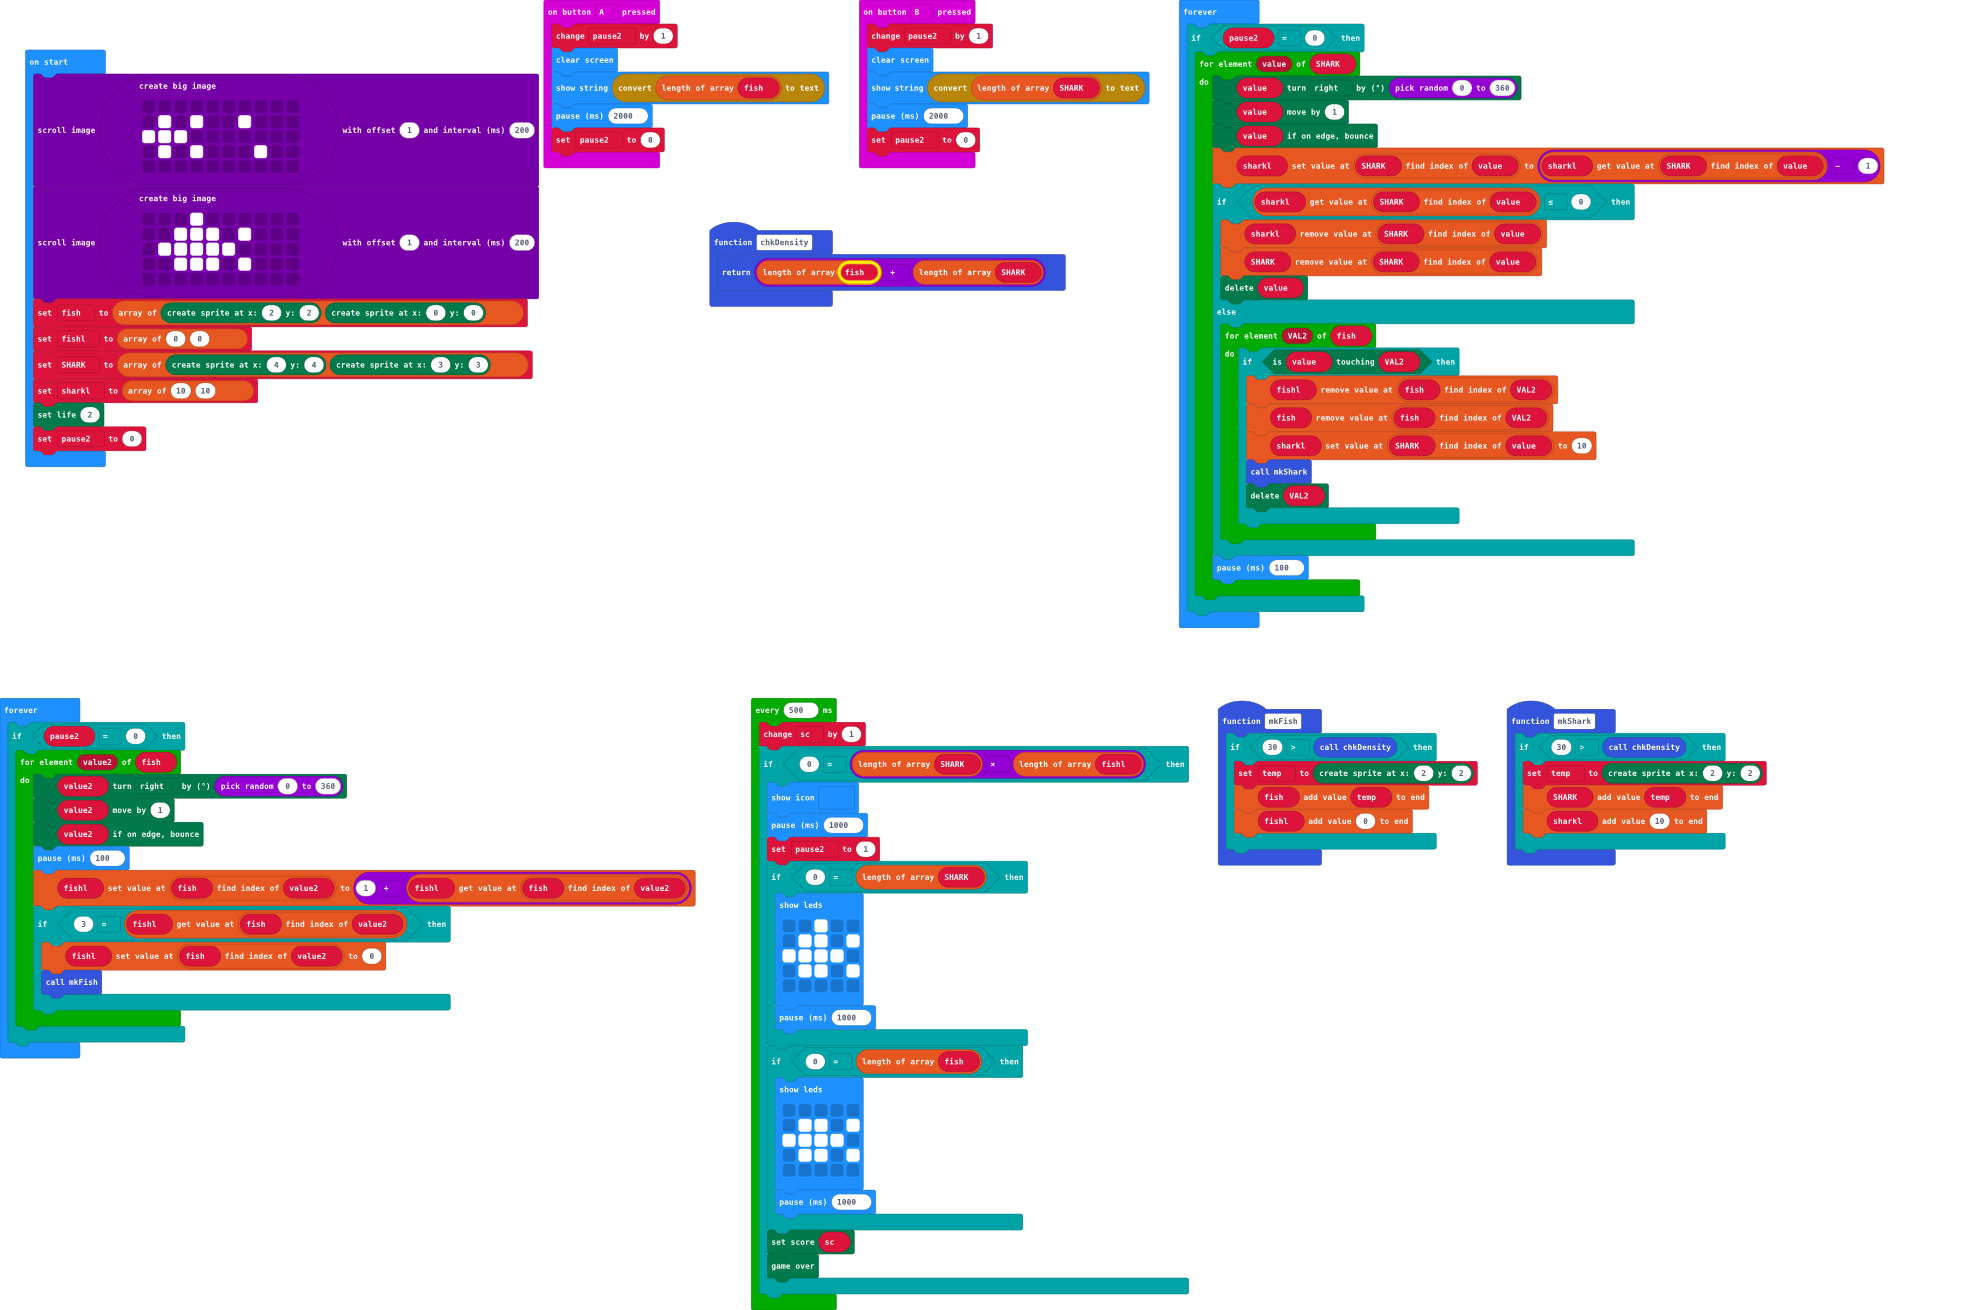 on start
create big image
scroll image with offset 1 and interval (ms) 200
create big image
scroll image with offset 1 and interval (ms) 200
set fish to array of create sprite at x: 2 y: 2 create sprite at x: 0 y: 0
set fishl to array of 0 0
set SHARK to array of create sprite at x: 4 y: 4 create sprite at x: 3 y: 3
set sharkl to array of 10 10
set life 2
set pause2 to 0
on button A pressed
change pause2 by 1
clear screen
show string convert length of array fish to text
pause (ms) 2000
set pause2 to 0
on button B pressed
change pause2 by 1
clear screen
show string convert length of array SHARK to text
pause (ms) 2000
set pause2 to 0
function chkDensity
return length of array fish + length of array SHARK
forever
if pause2 = 0 then
for element value of SHARK
do value turn right by (°) pick random 0 to 360
value move by 1
value if on edge, bounce
sharkl set value at SHARK find index of value to sharkl get value at SHARK find index of value - 1
if sharkl get value at SHARK find index of value ≤ 0 then
sharkl remove value at SHARK find index of value
SHARK remove value at SHARK find index of value
delete value
else
for element VAL2 of fish
do if is value touching VAL2 then
fishl remove value at fish find index of VAL2
fish remove value at fish find index of VAL2
sharkl set value at SHARK find index of value to 10
call mkShark
delete VAL2
pause (ms) 100
forever
if pause2 = 0 then
for element value2 of fish
do value2 turn right by (°) pick random 0 to 360
value2 move by 1
value2 if on edge, bounce
pause (ms) 100
fishl set value at fish find index of value2 to 1 + fishl get value at fish find index of value2
if 3 = fishl get value at fish find index of value2 then
fishl set value at fish find index of value2 to 0
call mkFish
every 500 ms
change sc by 1
if 0 = length of array SHARK × length of array fishl then
show icon
pause (ms) 1000
set pause2 to 1
if 0 = length of array SHARK then
show leds
pause (ms) 1000
if 0 = length of array fish then
show leds
pause (ms) 1000
set score sc
game over
function mkFish
if 30 > call chkDensity then
set temp to create sprite at x: 2 y: 2
fish add value temp to end
fishl add value 0 to end
function mkShark
if 30 > call chkDensity then
set temp to create sprite at x: 2 y: 2
SHARK add value temp to end
sharkl add value 10 to end